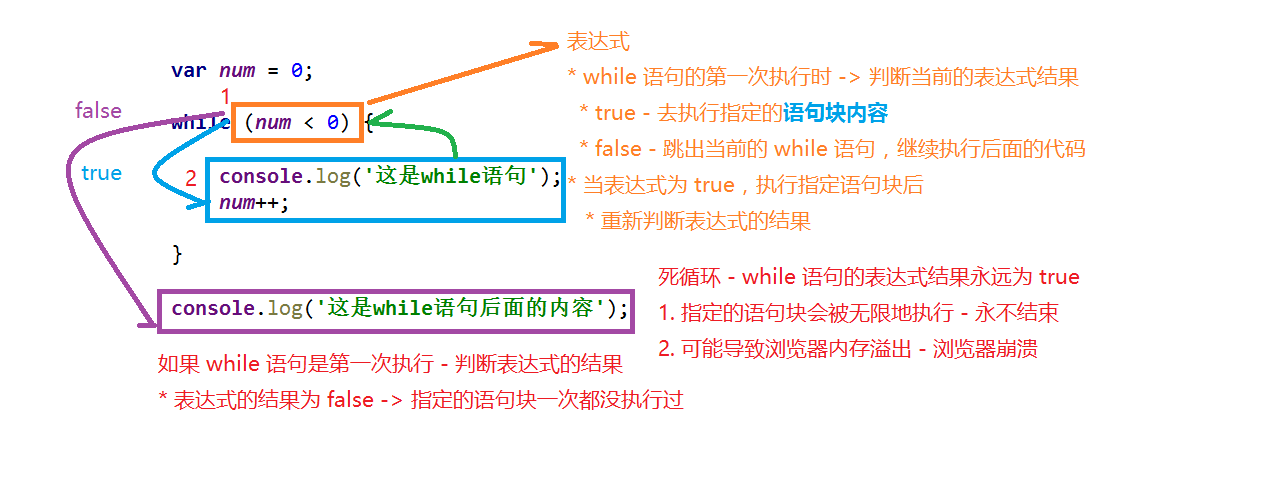 表达式
var num = 0;
* while 语句的第一次执行时 -> 判断当前的表达式结果
1
false
* true - 去执行指定的语句块内容
while (num < 0) {
* false - 跳出当前的 while 语句，继续执行后面的代码
true
2
console.log('这是while语句');
* 当表达式为 true，执行指定语句块后
num++;
* 重新判断表达式的结果
}
死循环 - while 语句的表达式结果永远为 true
console.log('这是while语句后面的内容');
1. 指定的语句块会被无限地执行 - 永不结束
2. 可能导致浏览器内存溢出 - 浏览器崩溃
如果 while 语句是第一次执行 - 判断表达式的结果
* 表达式的结果为 false -> 指定的语句块一次都没执行过